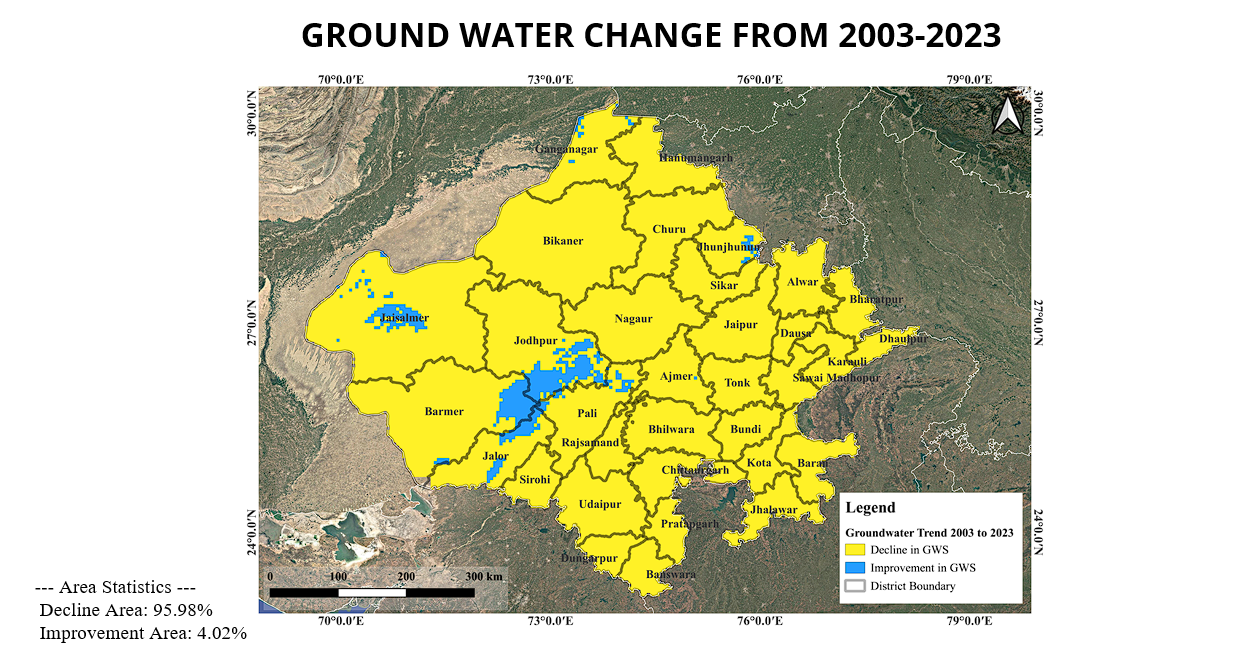 GROUND WATER CHANGE FROM 2003-2023
70°0.0′E 73°0.0′E 76°0.0′E 79°0.0′E
30°0.0′N 30°0.0′N
Ganganagar
Hanumangarh
Churu
Bikaner
Jhunjhunun
Sikar
Alwar
Bharatpur
27°0.0′N 27°0.0′N
Jaisalmer
Nagaur
Jaipur
Dausa
Jodhpur
Dhaulpur
Karauli
Ajmer
Tonk
Sawai Madhopur
Barmer
Pali
Bhilwara
Bundi
Rajsamand
Jalor
Kota
Baran
Chittaurgarh
Sirohi
Udaipur
Jhalawar
Pratapgarh
24°0.0′N 24°0.0′N
Dungarpur
Banswara
Legend
Groundwater Trend 2003 to 2023
Decline in GWS
Improvement in GWS
District Boundary
0 100 200 300 km
70°0.0′E 73°0.0′E 76°0.0′E 79°0.0′E
--- Area Statistics ---
Decline Area: 95.98%
Improvement Area: 4.02%